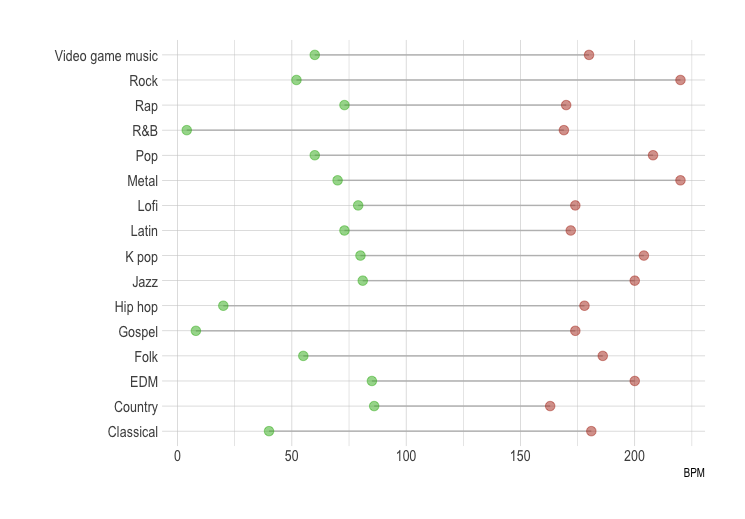 Video game music
Rock
Rap
R&B
Pop
Metal
Lofi
Latin
K pop
Jazz
Hip hop
Gospel
Folk
EDM
Country
Classical
0 50 100 150 200
BPM